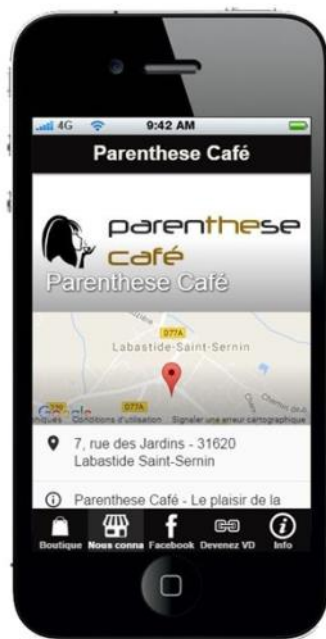 4G 9:42 AM
Parenthese Café
parenthese
café
Parenthese Café
D77A
Labastide-Saint-Sernin
D77A
Google
Conditions d'utilisation Signaler une erreur cartographique
7, rue des Jardins - 31620
Labastide Saint-Sernin
Parenthese Café - Le plaisir de la
Boutique Nous conna Facebook Devenez VD Info